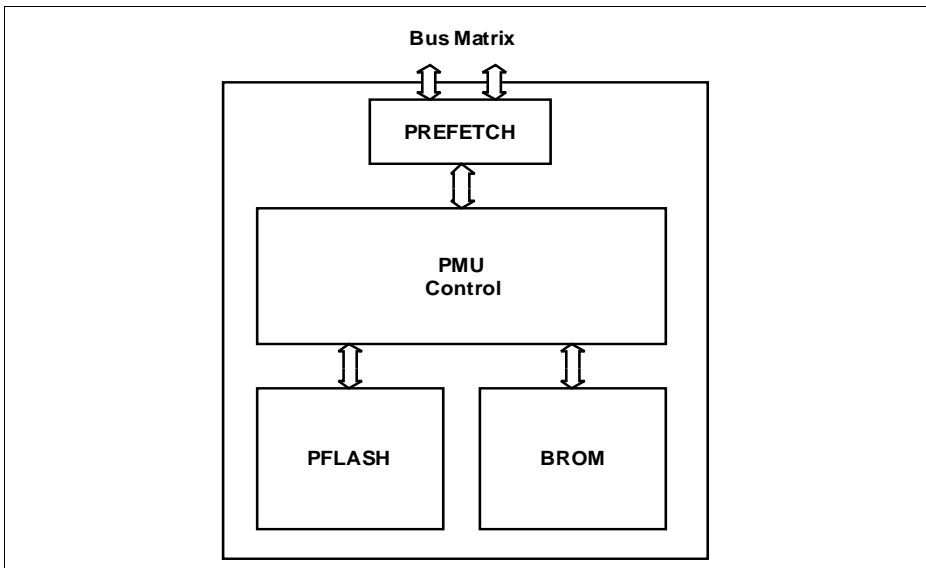 Bus Matrix
PREFETCH
PMU
Control
PFLASH
BROM